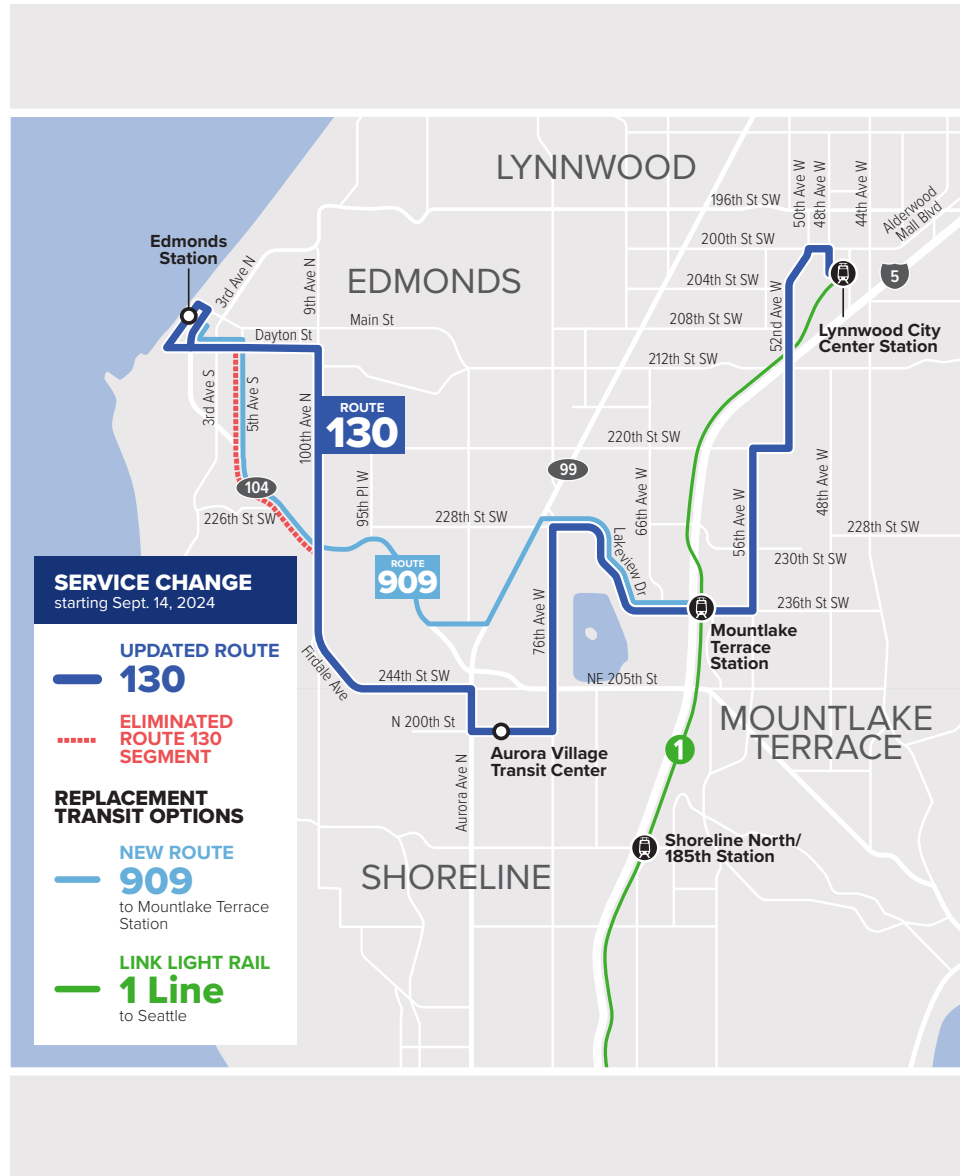 LYNNWOOD
196th St SW
50th Ave W
48th Ave W
44th Ave W
Alderwood
Mall Blvd
200th St SW
Edmonds
Station
3rd Ave N
9th Ave N
EDMONDS
204th St SW
5
52nd Ave W
Main St
208th St SW
Dayton St
Lynnwood City
Center Station
212th St SW
3rd Ave S
5th Ave S
100th Ave N
ROUTE
130
220th St SW
99
104
95th Pl W
69th Ave W
48th Ave W
226th St SW
228th St SW
Lakeview Dr
56th Ave W
228th St SW
230th St SW
ROUTE
909
236th St SW
76th Ave W
Mountlake
Terrace
Station
Firdale Ave
244th St SW
NE 205th St
N 200th St
MOUNTLAKE
TERRACE
1
Aurora Village
Transit Center
Aurora Ave N
Shoreline North/
185th Station
SHORELINE
SERVICE CHANGE
starting Sept. 14, 2024
UPDATED ROUTE
130
ELIMINATED
ROUTE 130
SEGMENT
REPLACEMENT
TRANSIT OPTIONS
NEW ROUTE
909
to Mountlake Terrace
Station
LINK LIGHT RAIL
1 Line
to Seattle